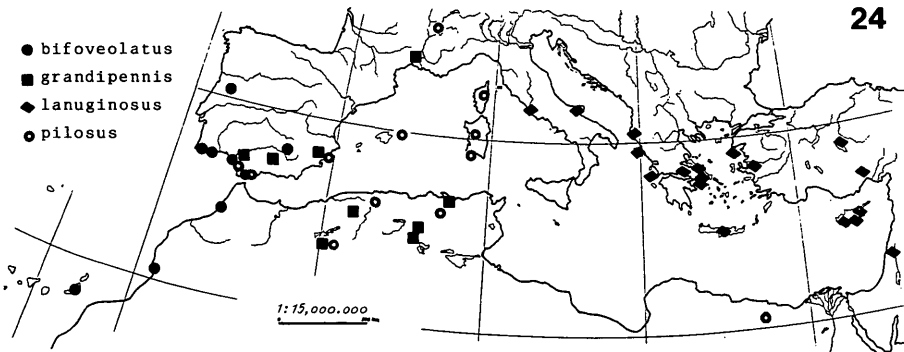 24
bifoveolatus
grandipennis
lanuginosus
pilosus
1:15,000.000